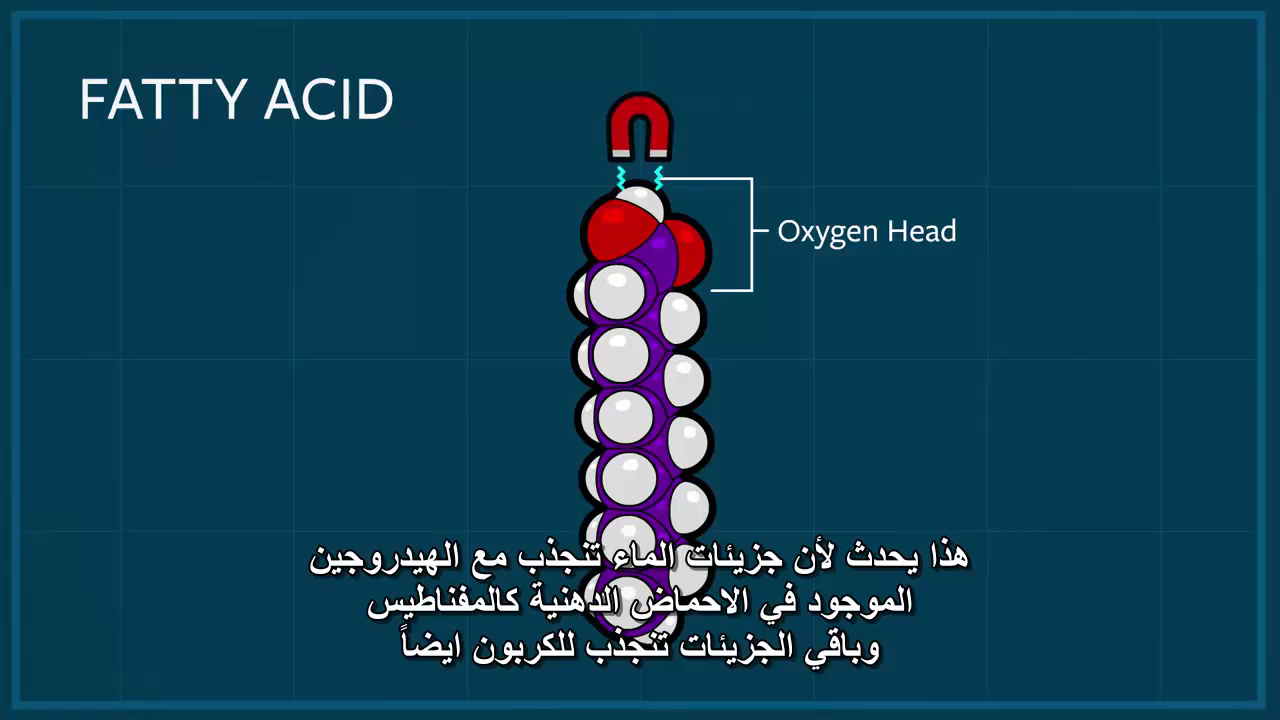 FATTY ACID
Oxygen Head
هذا يحدث لأن جزيئات الماء تنجذب مع الهيدروجين
الموجود في الاحماض الدهنية كالمغناطيس
وباقي الجزيئات تنجذب للكربون ايضاً